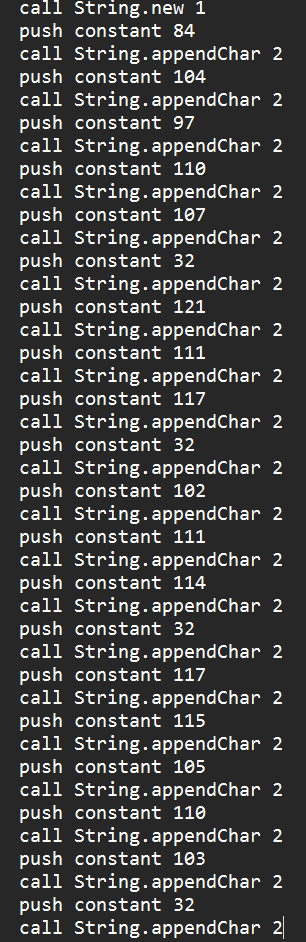 call String.new 1
push constant 84
call String.appendChar 2
push constant 104
call String.appendChar 2
push constant 97
call String.appendChar 2
push constant 110
call String.appendChar 2
push constant 107
call String.appendChar 2
push constant 32
call String.appendChar 2
push constant 121
call String.appendChar 2
push constant 111
call String.appendChar 2
push constant 117
call String.appendChar 2
push constant 32
call String.appendChar 2
push constant 102
call String.appendChar 2
push constant 111
call String.appendChar 2
push constant 114
call String.appendChar 2
push constant 32
call String.appendChar 2
push constant 117
call String.appendChar 2
push constant 115
call String.appendChar 2
push constant 105
call String.appendChar 2
push constant 110
call String.appendChar 2
push constant 103
call String.appendChar 2
push constant 32
call String.appendChar 2